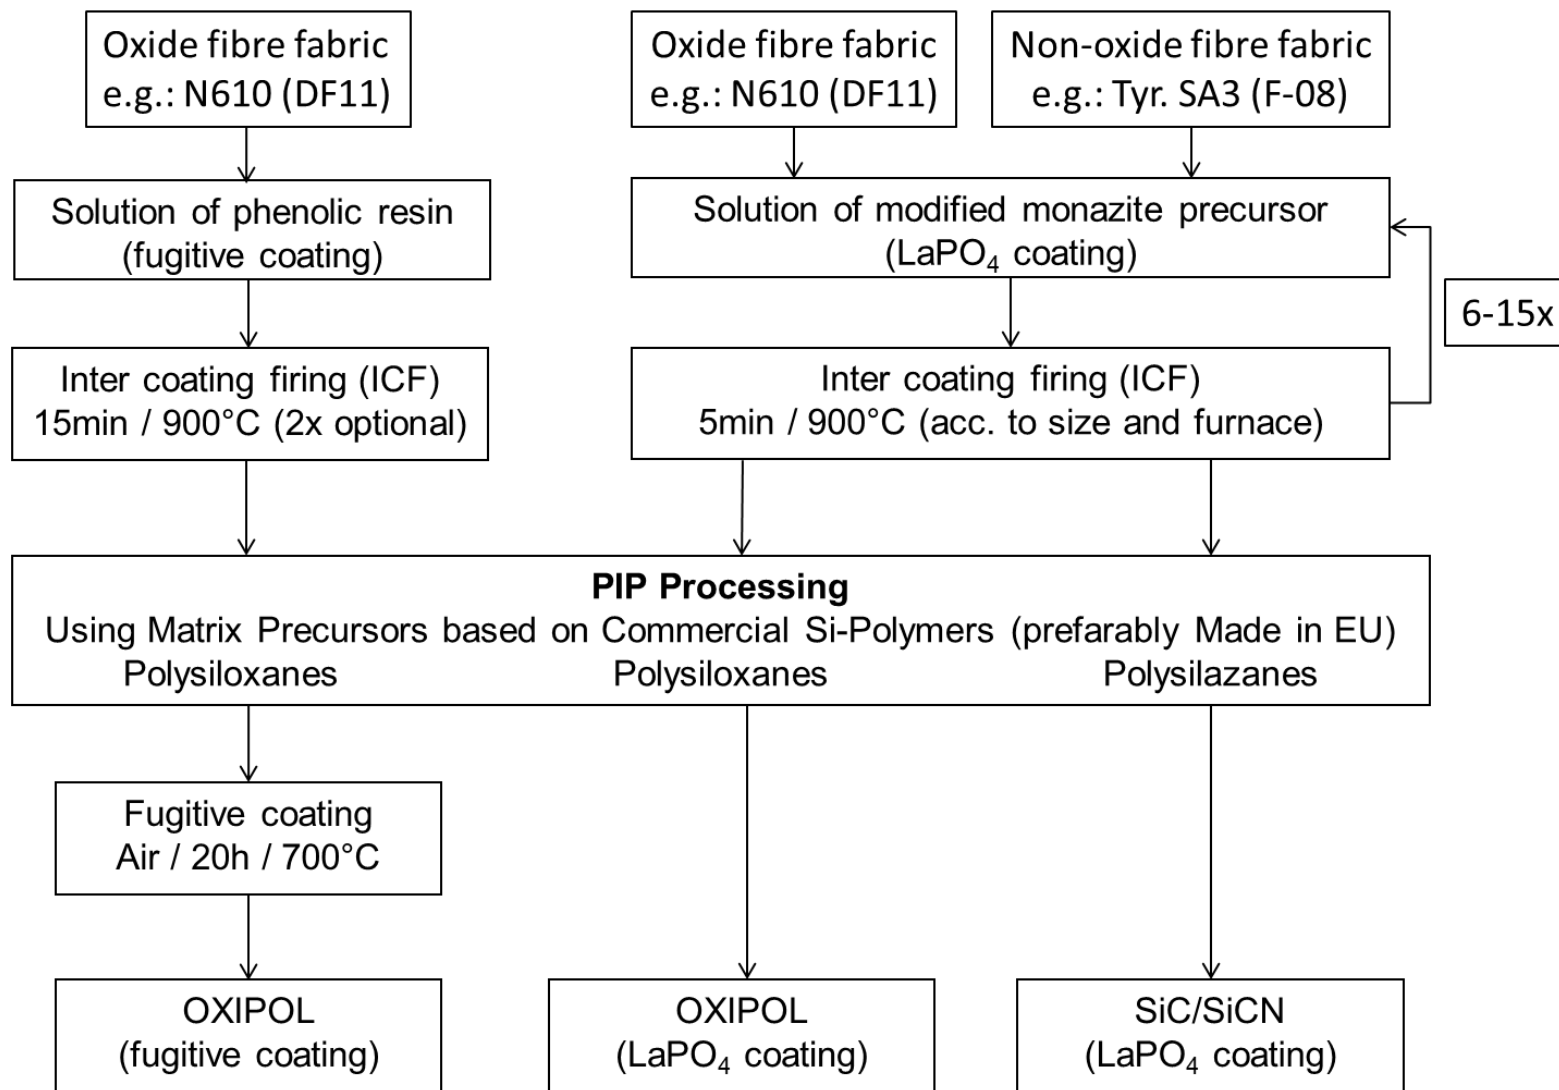 Oxide fibre fabric
e.g.: N610 (DF11)
Oxide fibre fabric
e.g.: N610 (DF11)
Non-oxide fibre fabric
e.g.: Tyr. SA3 (F-08)
Solution of phenolic resin
(fugitive coating)
Solution of modified monazite precursor
(LaPO₄ coating)
6-15x
Inter coating firing (ICF)
15min / 900°C (2x optional)
Inter coating firing (ICF)
5min / 900°C (acc. to size and furnace)
PIP Processing
Using Matrix Precursors based on Commercial Si-Polymers (prefarably Made in EU)
Polysiloxanes Polysiloxanes Polysilazanes
Fugitive coating
Air / 20h / 700°C
OXIPOL
(fugitive coating)
OXIPOL
(LaPO₄ coating)
SiC/SiCN
(LaPO₄ coating)